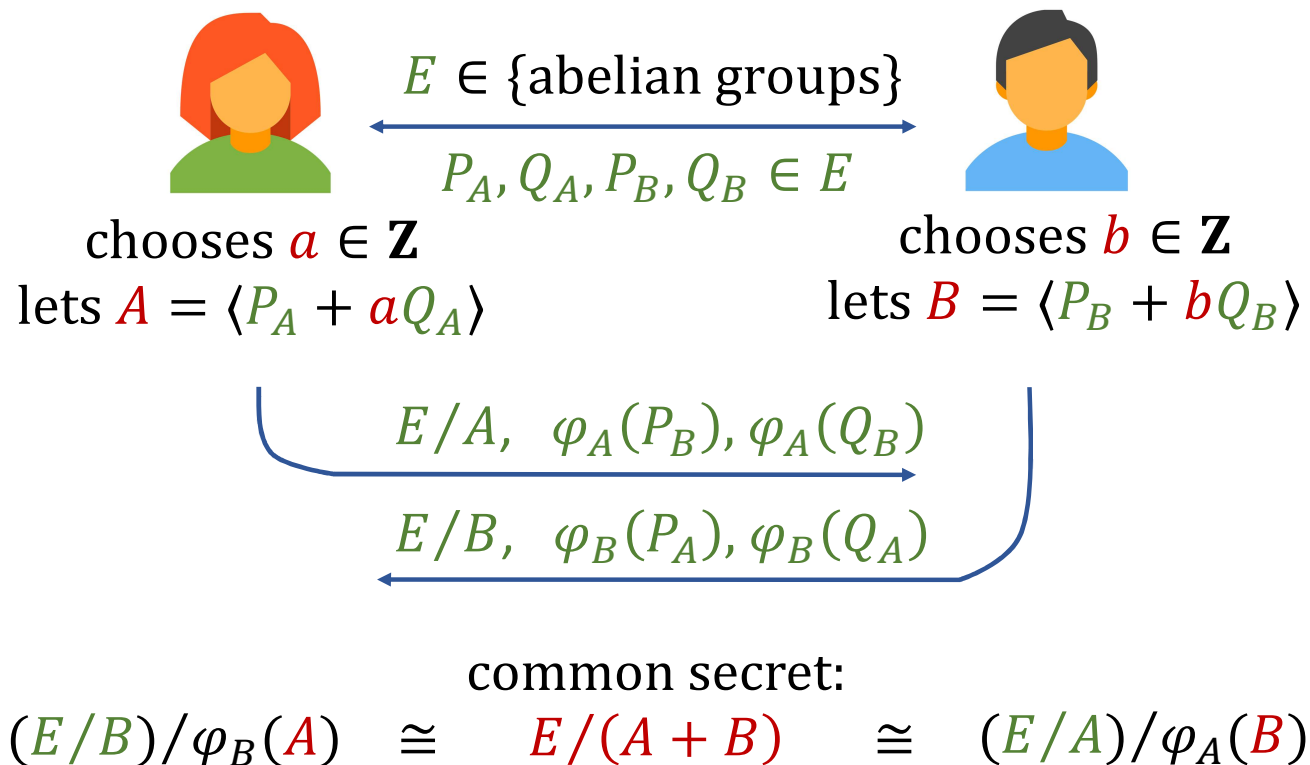 E ∈ {abelian groups}
P_A, Q_A, P_B, Q_B ∈ E
chooses a ∈ 𝐙
lets A = ⟨P_A + aQ_A⟩
chooses b ∈ 𝐙
lets B = ⟨P_B + bQ_B⟩
E/A, φ_A(P_B), φ_A(Q_B)
E/B, φ_B(P_A), φ_B(Q_A)
common secret:
(E/B)/φ_B(A) ≅ E/(A + B) ≅ (E/A)/φ_A(B)